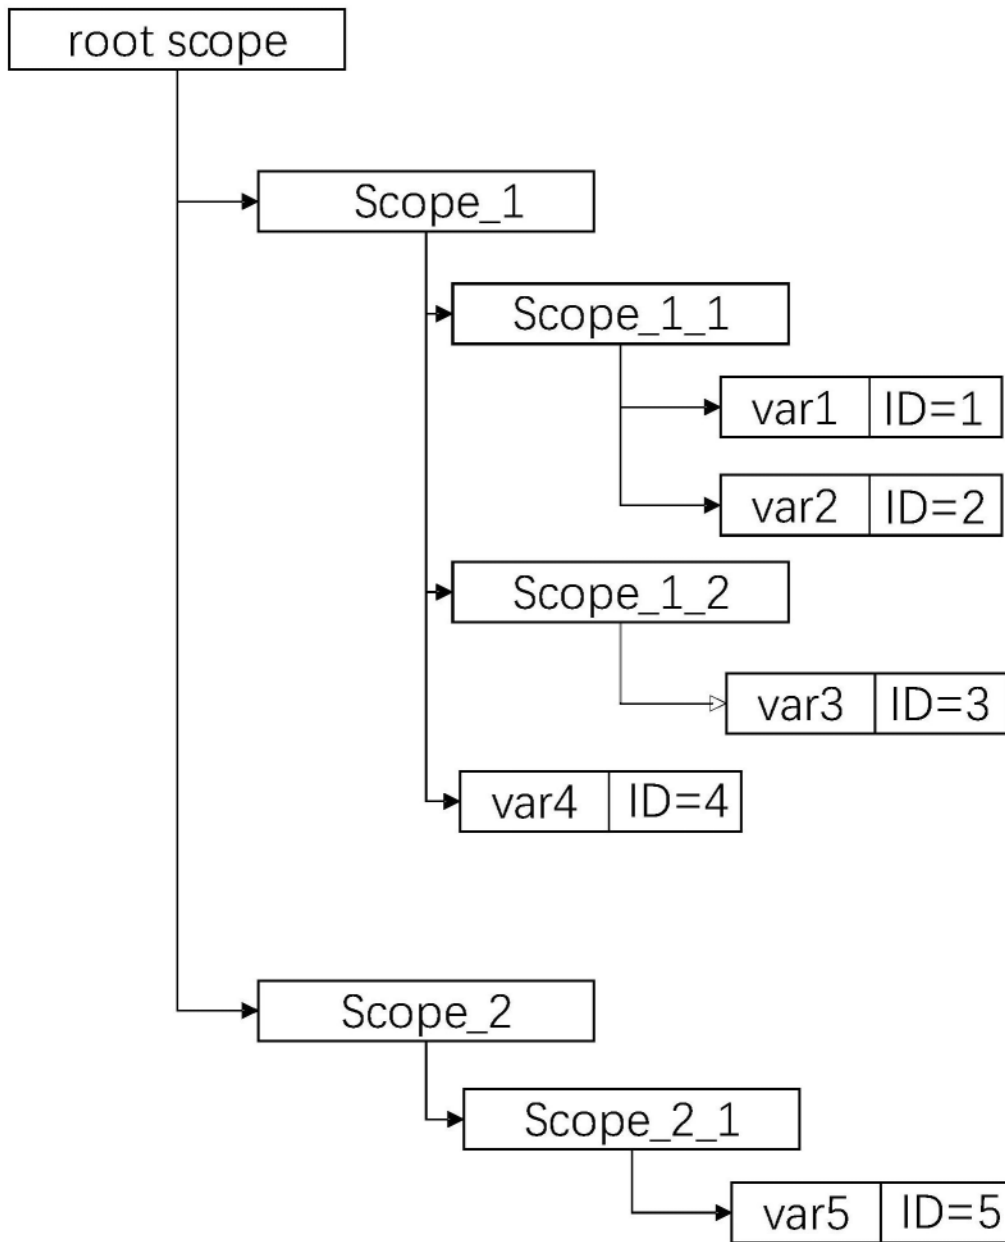 root scope
Scope_1
Scope_1_1
var1 ID=1
var2 ID=2
Scope_1_2
var3 ID=3
var4 ID=4
Scope_2
Scope_2_1
var5 ID=5